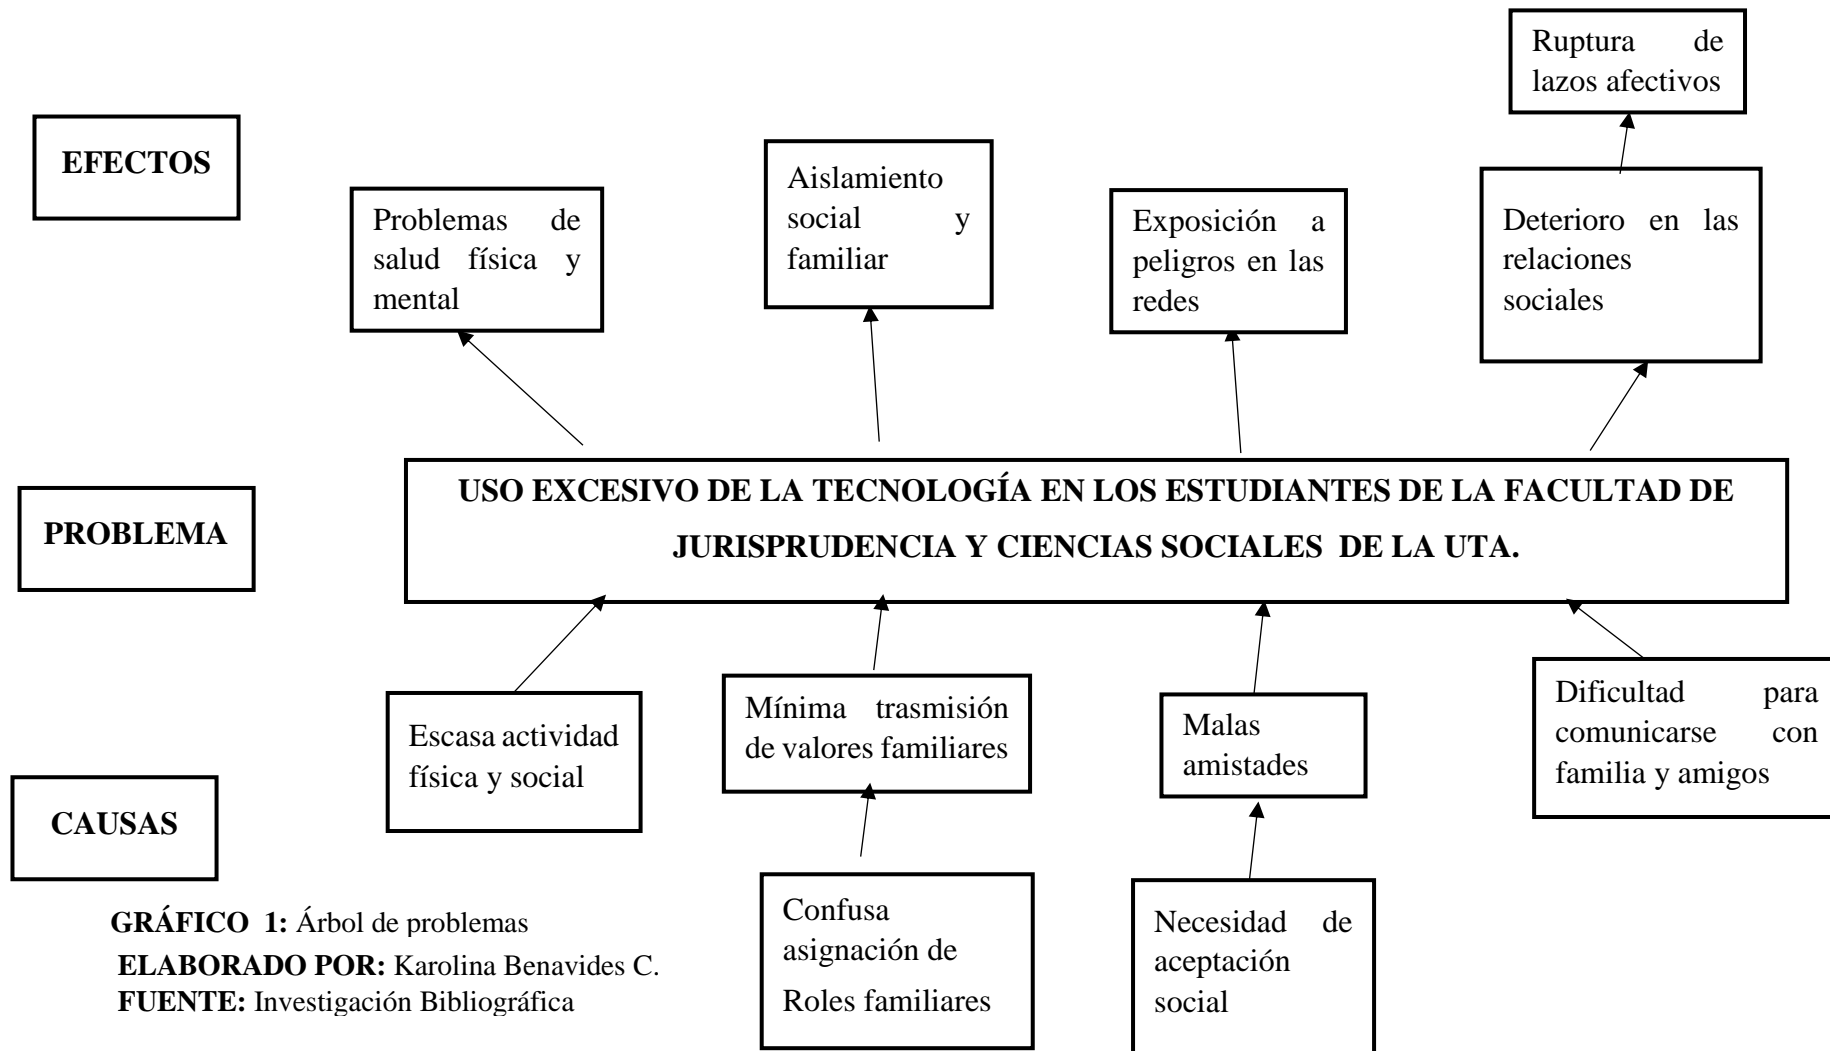 Ruptura de
lazos afectivos
EFECTOS
Problemas de
salud física y
mental
Aislamiento
social y
familiar
Exposición a
peligros en las
redes
Deterioro en las
relaciones
sociales
PROBLEMA
USO EXCESIVO DE LA TECNOLOGÍA EN LOS ESTUDIANTES DE LA FACULTAD DE
JURISPRUDENCIA Y CIENCIAS SOCIALES DE LA UTA.
Escasa actividad
física y social
Mínima trasmisión
de valores familiares
Malas
amistades
Dificultad para
comunicarse con
familia y amigos
CAUSAS
Confusa
asignación de
Roles familiares
Necesidad de
aceptación
social
GRÁFICO 1: Árbol de problemas
ELABORADO POR: Karolina Benavides C.
FUENTE: Investigación Bibliográfica